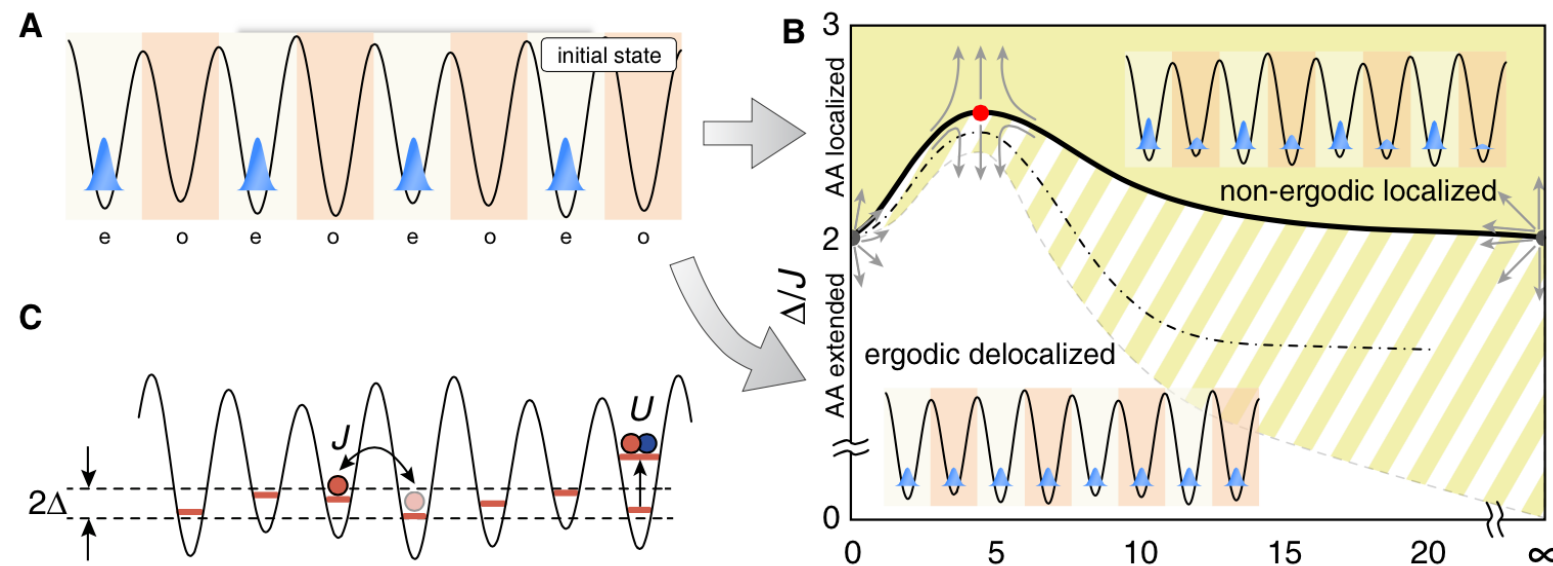 A
initial state
e o e o e o e o
C
J
U
2Δ
B
3
2
0
AA localized
Δ/J
AA extended
non-ergodic localized
ergodic delocalized
0 5 10 15 20 ∞